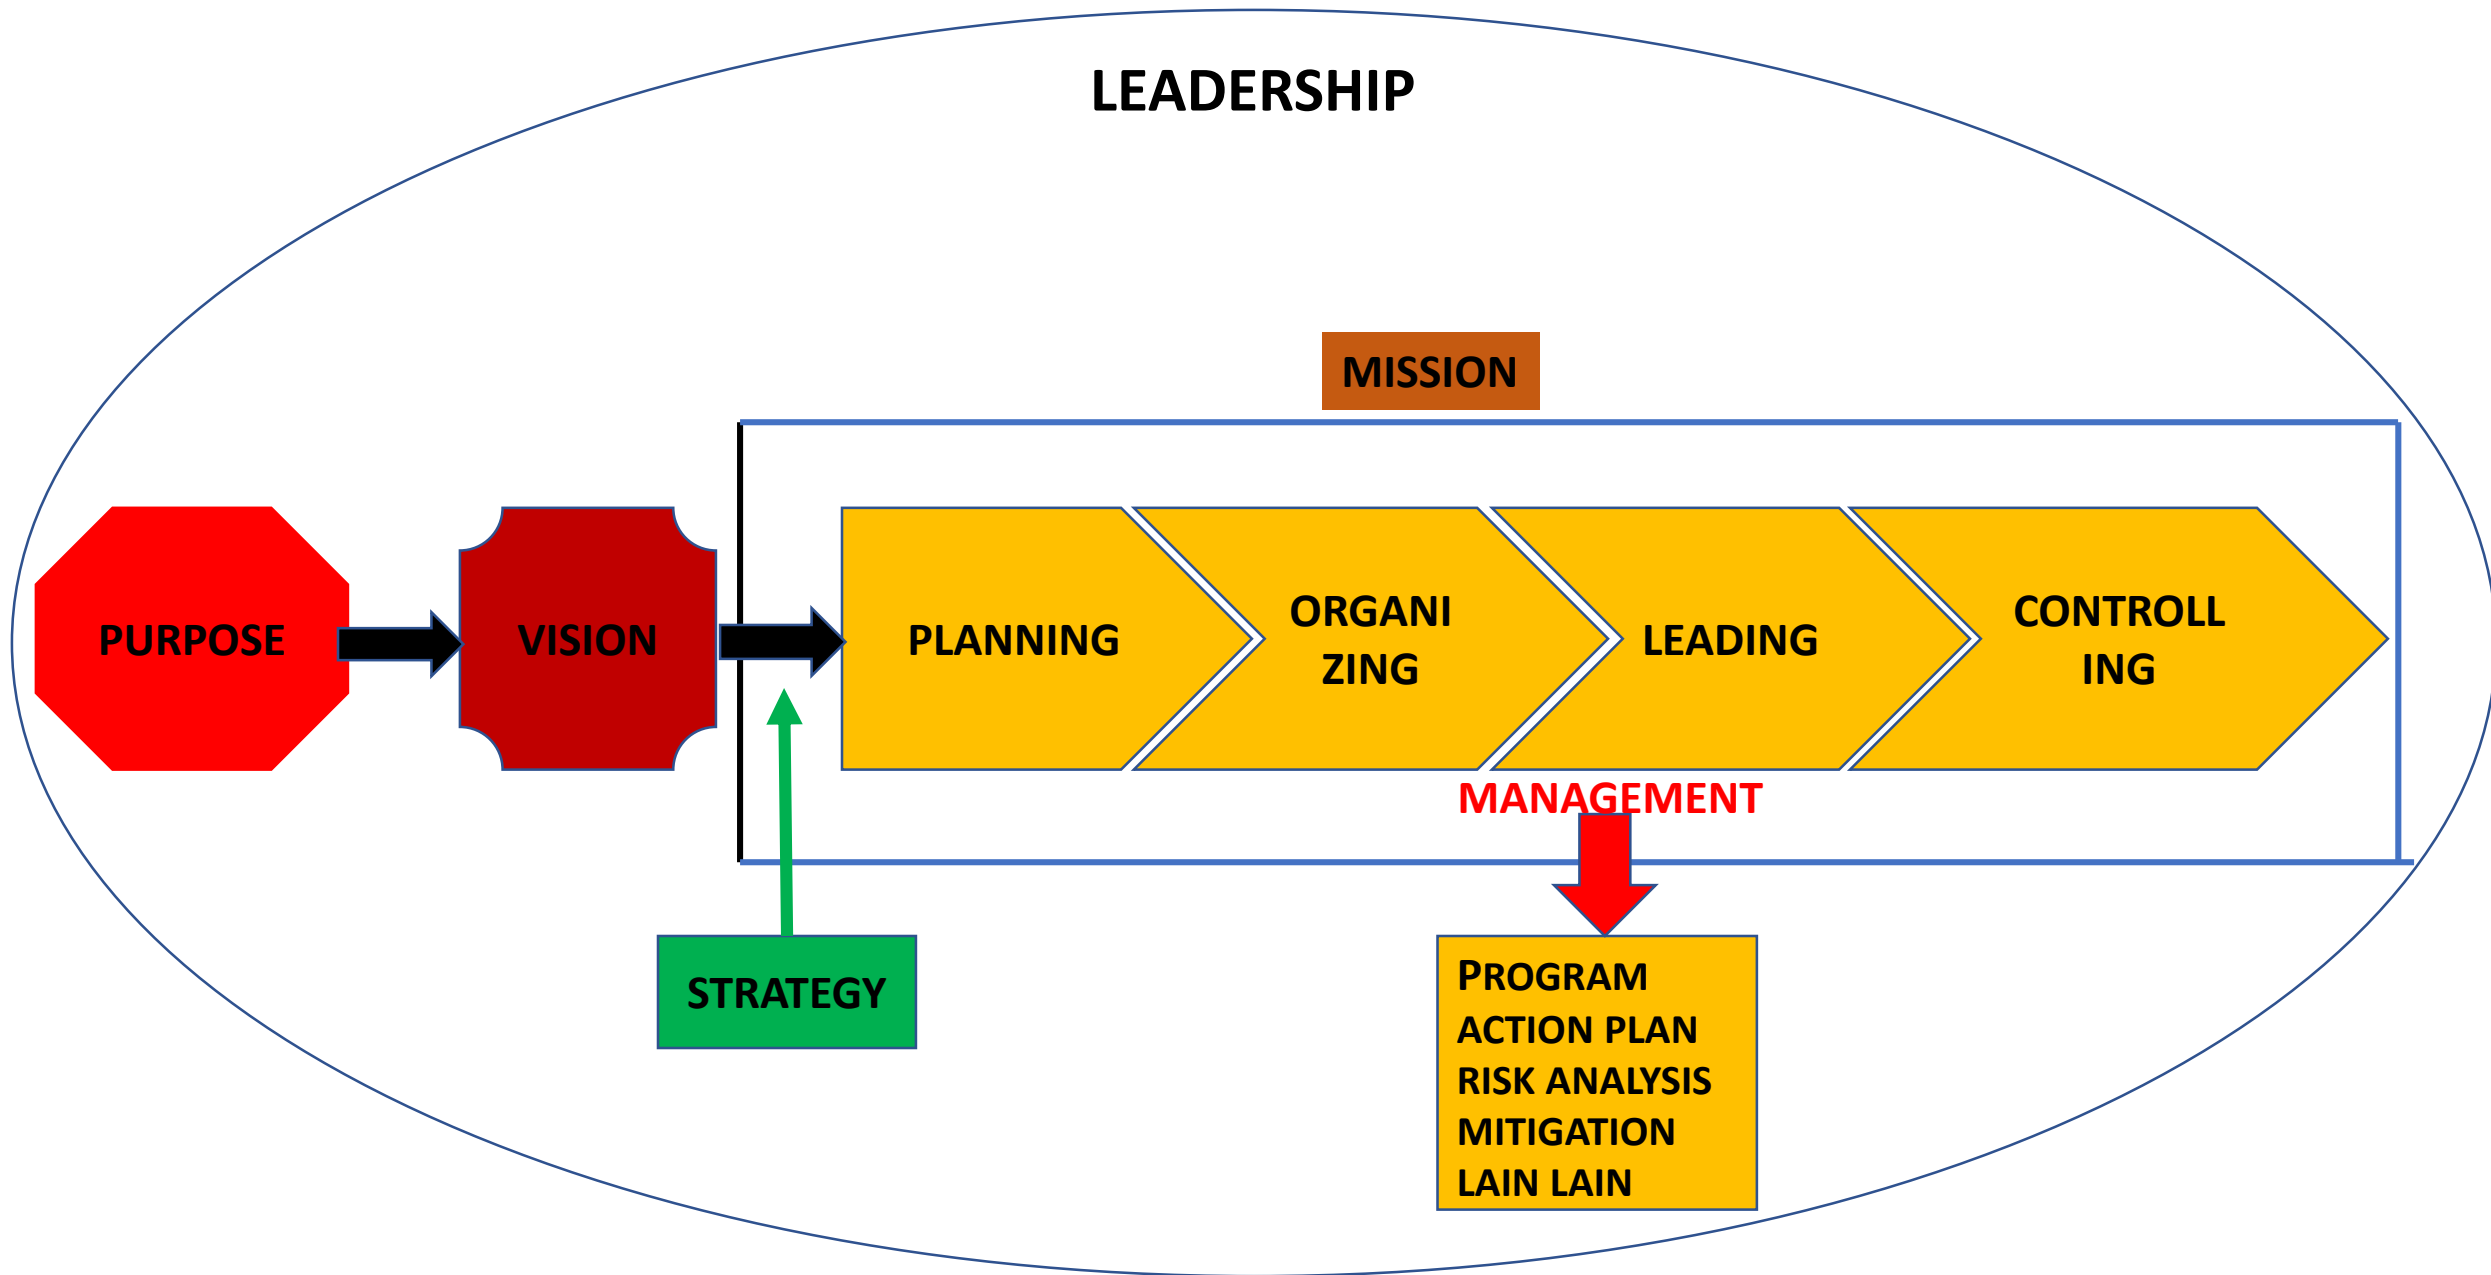 LEADERSHIP
MISSION
PURPOSE
VISION
PLANNING
ORGANI
ZING
LEADING
CONTROLL
ING
MANAGEMENT
STRATEGY
PROGRAM
ACTION PLAN
RISK ANALYSIS
MITIGATION
LAIN LAIN